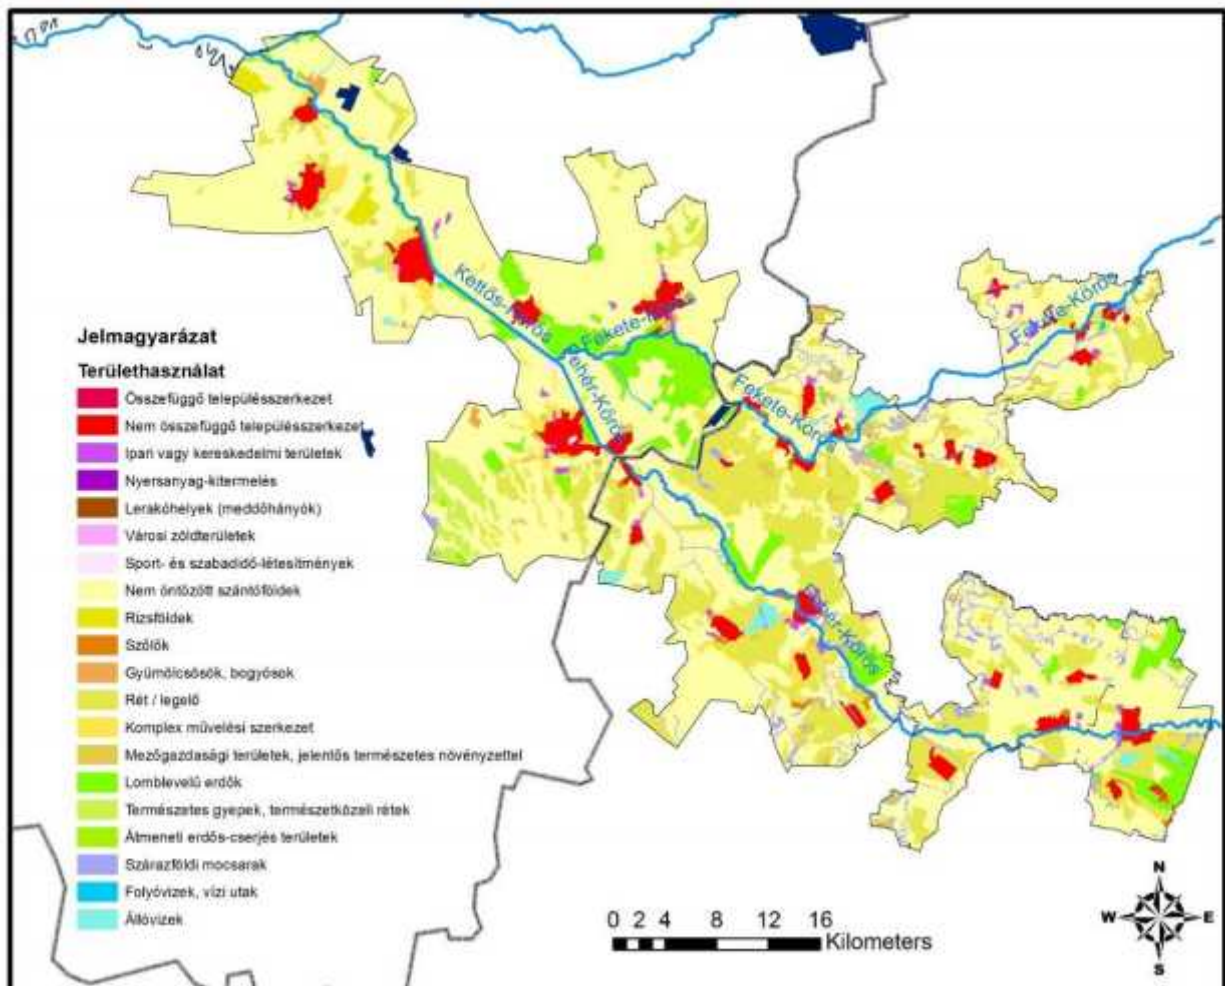 Kettős-Körös
Fekete-Körös
Fehér-Körös
Fekete-Körös
Fekete-Körös
Fehér-Körös
Jelmagyarázat
Területhasználat
Összefüggő településszerkezet
Nem összefüggő településszerkezet
Ipari vagy kereskedelmi területek
Nyersanyag-kitermelés
Lerakóhelyek (meddőhányók)
Városi zöldterületek
Sport- és szabadidő-létesítmények
Nem öntözött szántóföldek
Rizsföldek
Szőlők
Gyümölcsösök, bogyósok
Rét / legelő
Komplex művelési szerkezet
Mezőgazdasági területek, jelentős természetes növényzettel
Lomblevelű erdők
Természetes gyepek, természetközeli rétek
Átmeneti erdős-cserjés területek
Szárazföldi mocsarak
Folyóvizek, vízi utak
Állóvizek
0 2 4 8 12 16
Kilometers
N
W E
S